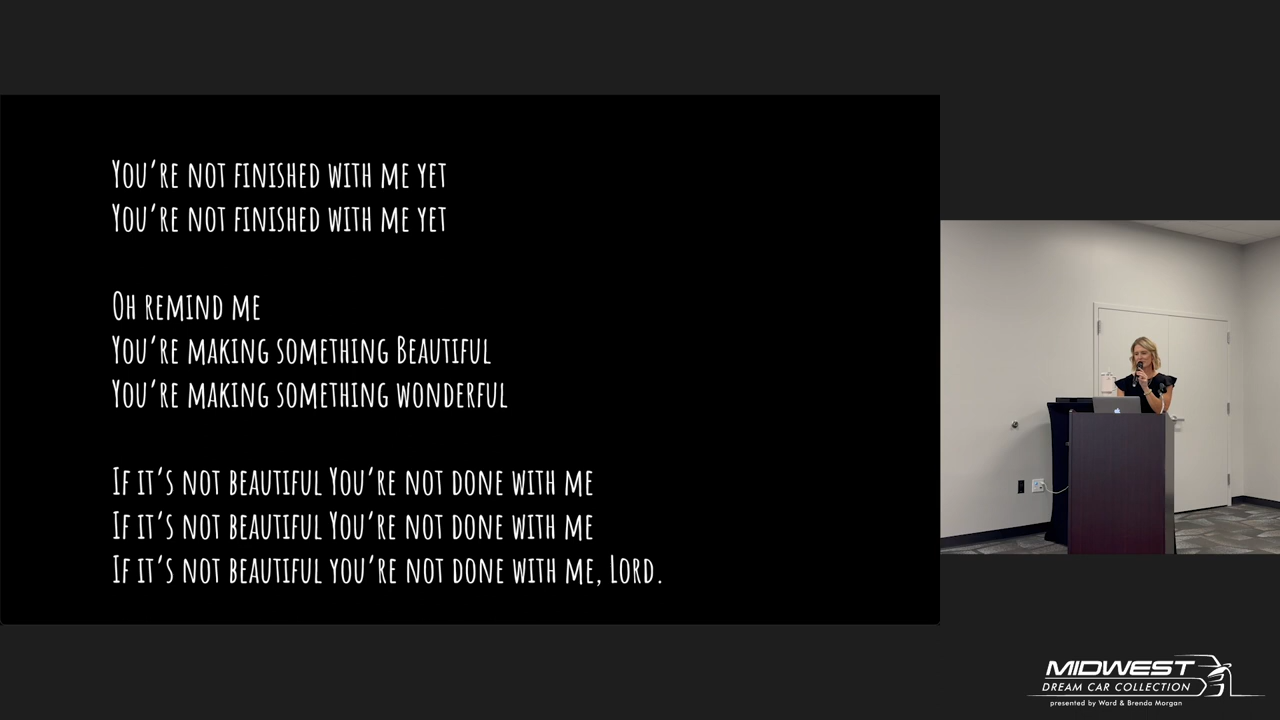 You're not finished with me yet
You're not finished with me yet
Oh remind me
You're making something Beautiful
You're making something wonderful
If it's not beautiful You're not done with me
If it's not beautiful You're not done with me
If it's not beautiful you're not done with me, Lord.
MIDWEST
DREAM CAR COLLECTION
presented by Ward & Brenda Morgan